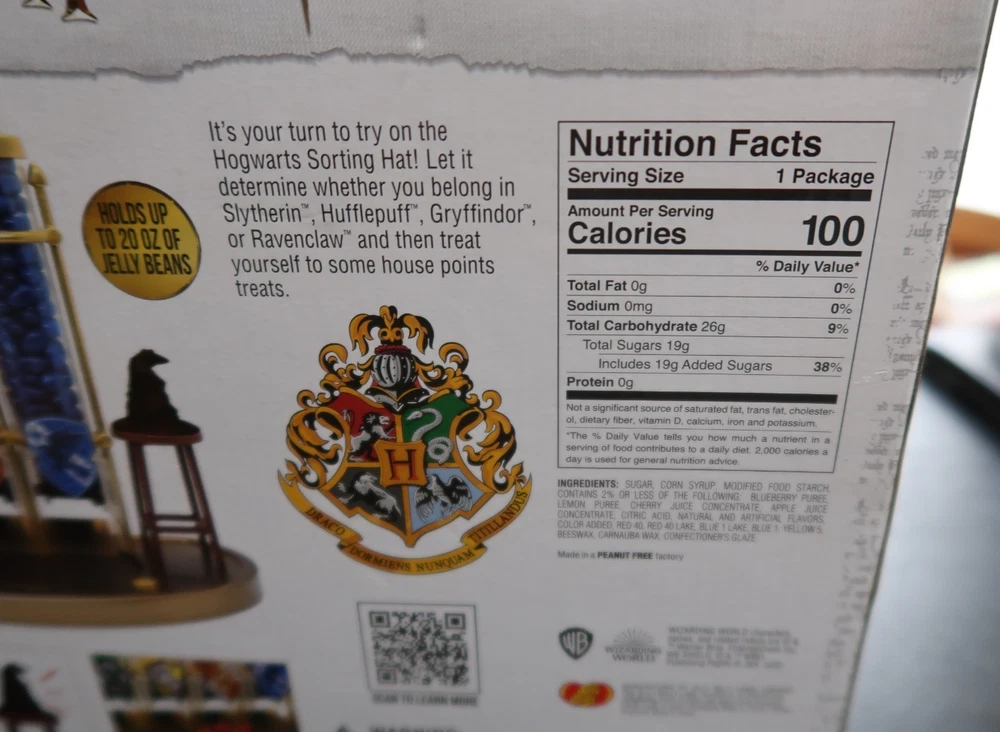 It's your turn to try on the
Hogwarts Sorting Hat! Let it
determine whether you belong in
Slytherin™, Hufflepuff™, Gryffindor™,
or Ravenclaw™ and then treat
yourself to some house points
treats.
HOLDS UP
TO 20 OZ OF
JELLY BEANS
H
DRACO DORMIENS NUNQUAM TITILLANDUS
SCAN TO LEARN MORE
Nutrition Facts
Serving Size 1 Package
Amount Per Serving
Calories 100
% Daily Value*
Total Fat 0g 0%
Sodium 0mg 0%
Total Carbohydrate 26g 9%
Total Sugars 19g
Includes 19g Added Sugars 38%
Protein 0g
Not a significant source of saturated fat, trans fat, cholester-
ol, dietary fiber, vitamin D, calcium, iron and potassium.
*The % Daily Value tells you how much a nutrient in a
serving of food contributes to a daily diet. 2,000 calories a
day is used for general nutrition advice.
INGREDIENTS: SUGAR, CORN SYRUP, MODIFIED FOOD STARCH,
CONTAINS 2% OR LESS OF THE FOLLOWING: BLUEBERRY PUREE,
LEMON PUREE, CHERRY JUICE CONCENTRATE, APPLE JUICE
CONCENTRATE, CITRIC ACID, NATURAL AND ARTIFICIAL FLAVORS,
COLOR ADDED, RED 40, RED 40 LAKE, BLUE 1 LAKE, BLUE 1, YELLOW 5,
BEESWAX, CARNAUBA WAX, CONFECTIONER'S GLAZE.
Made in a PEANUT FREE factory
WB
WIZARDING
WORLD